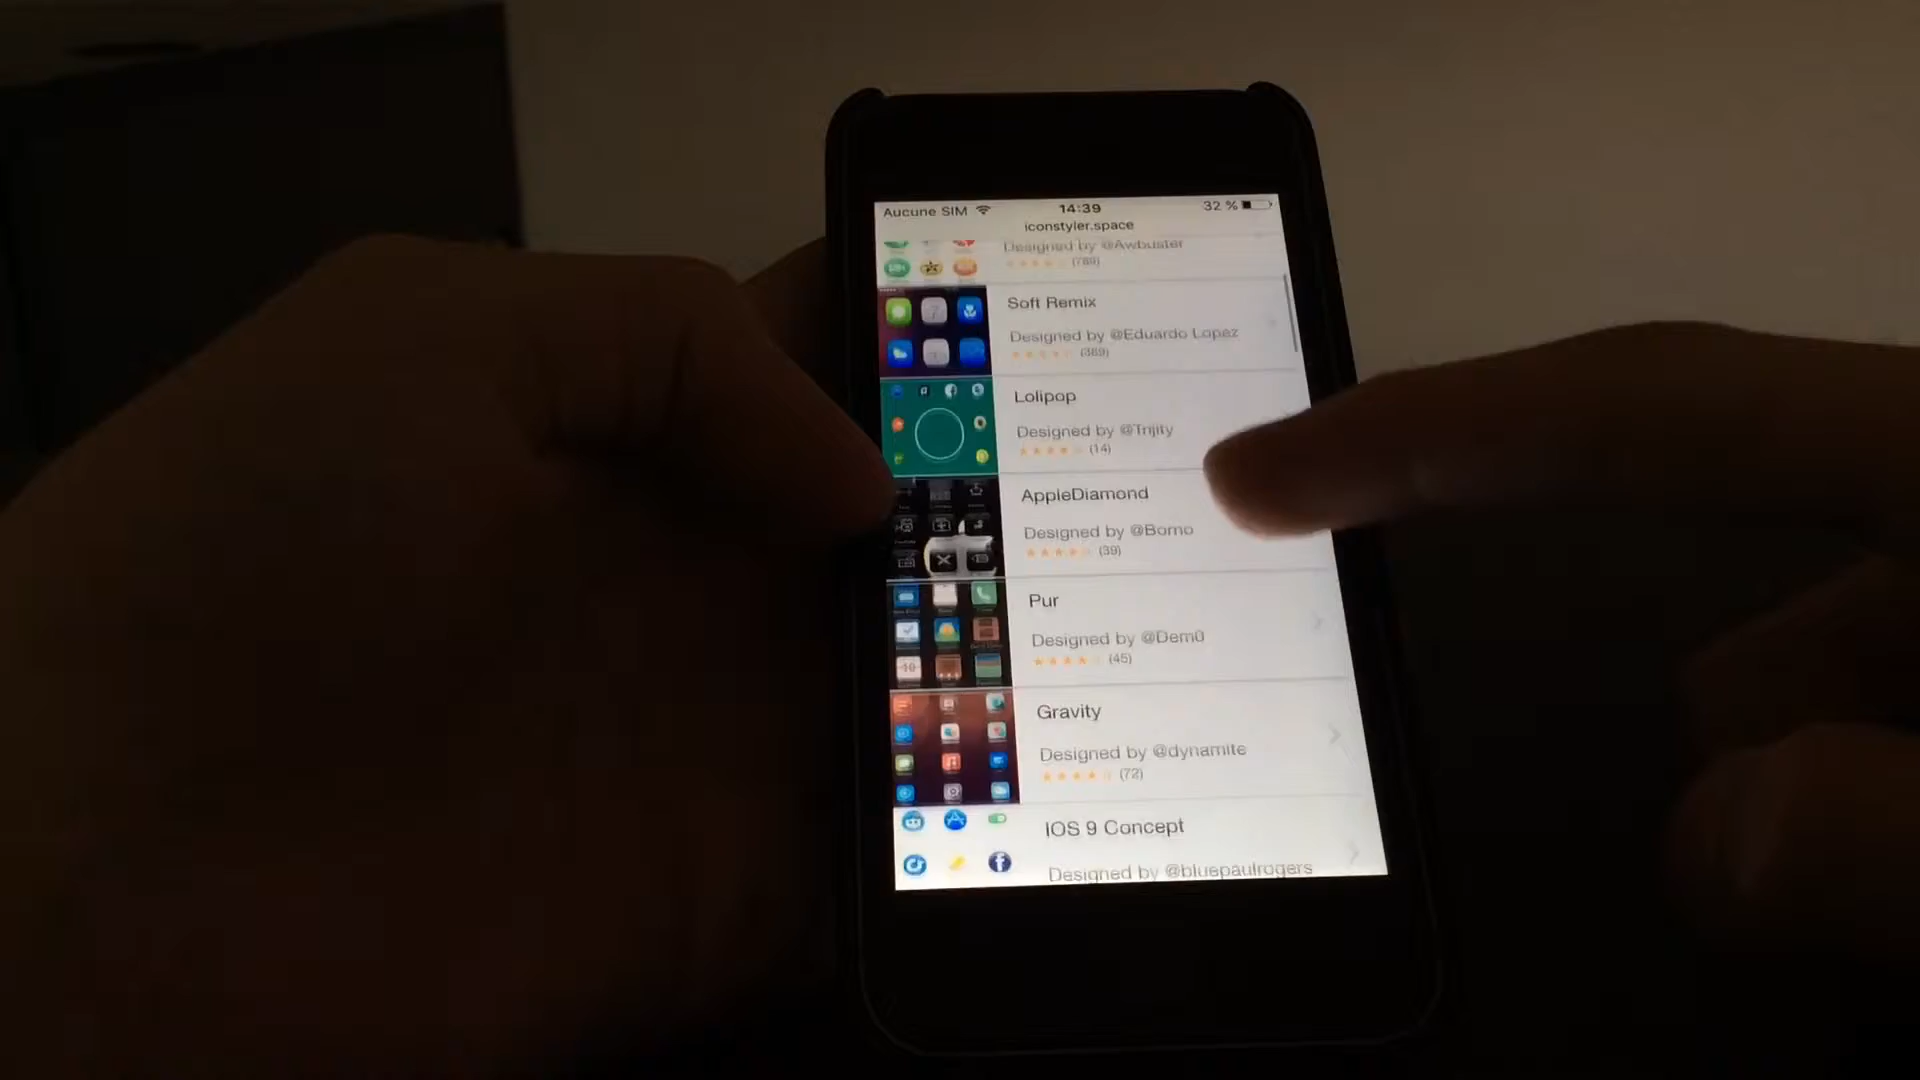 Aucune SIM 14:39 32 %
iconstyler.space
Designed by @Awbuster
(789)
Soft Remix
Designed by @Eduardo Lopez
(369)
Lolipop
Designed by @Trijity
(14)
AppleDiamond
Designed by @Borno
(39)
Pur
Designed by @Dem0
(45)
Gravity
Designed by @dynamite
(72)
IOS 9 Concept
Designed by @bluepaulrogers